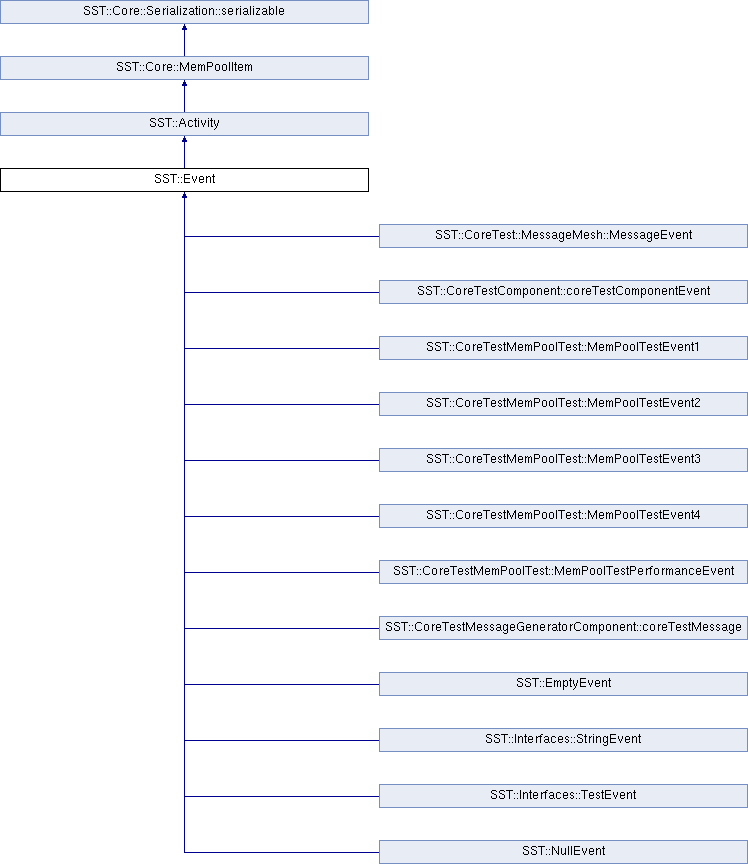 SST::Core::Serialization::serializable
SST::Core::MemPoolItem
SST::Activity
SST::Event
SST::CoreTest::MessageMesh::MessageEvent
SST::CoreTestComponent::coreTestComponentEvent
SST::CoreTestMemPoolTest::MemPoolTestEvent1
SST::CoreTestMemPoolTest::MemPoolTestEvent2
SST::CoreTestMemPoolTest::MemPoolTestEvent3
SST::CoreTestMemPoolTest::MemPoolTestEvent4
SST::CoreTestMemPoolTest::MemPoolTestPerformanceEvent
SST::CoreTestMessageGeneratorComponent::coreTestMessage
SST::EmptyEvent
SST::Interfaces::StringEvent
SST::Interfaces::TestEvent
SST::NullEvent